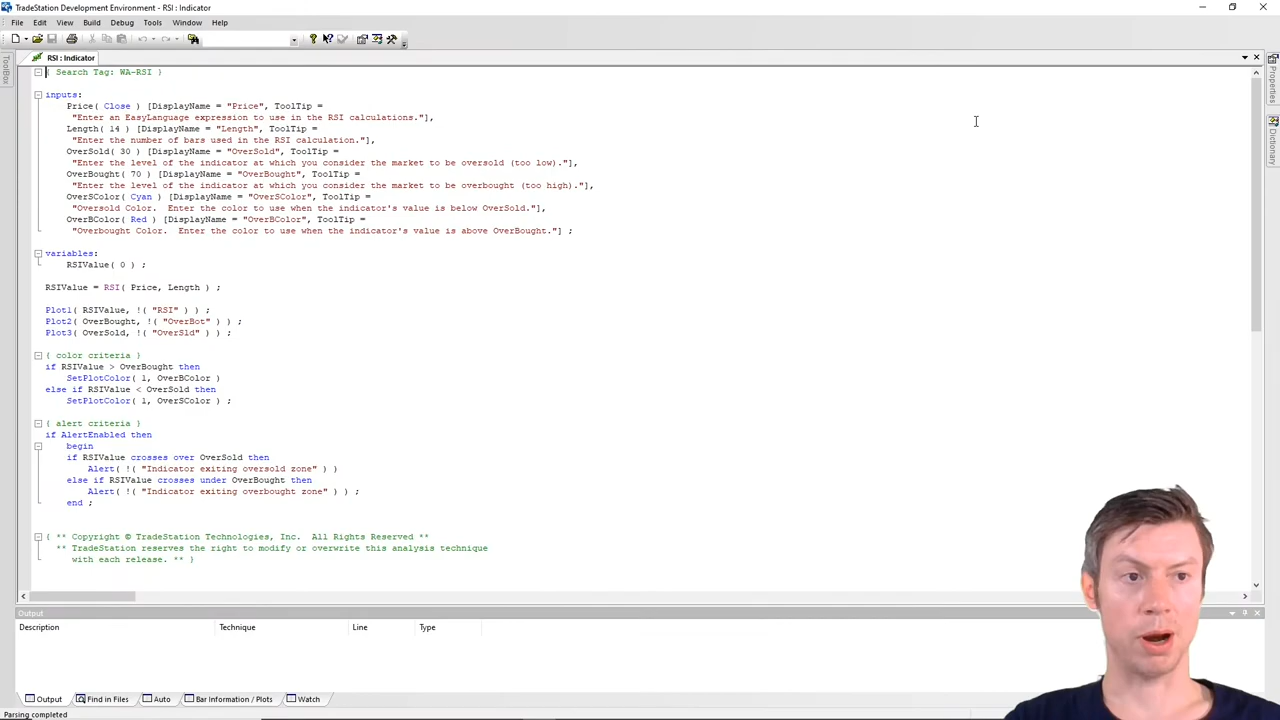 TradeStation Development Environment - RSI : Indicator
File Edit View Build Debug Tools Window Help
RSI : Indicator
ToolBox
Properties
Dictionary
{ Search Tag: WA-RSI }
inputs:
Price( Close ) [DisplayName = "Price", ToolTip =
"Enter an EasyLanguage expression to use in the RSI calculations."],
Length( 14 ) [DisplayName = "Length", ToolTip =
"Enter the number of bars used in the RSI calculation."],
OverSold( 30 ) [DisplayName = "OverSold", ToolTip =
"Enter the level of the indicator at which you consider the market to be oversold (too low)."],
OverBought( 70 ) [DisplayName = "OverBought", ToolTip =
"Enter the level of the indicator at which you consider the market to be overbought (too high)."],
OverSColor( Cyan ) [DisplayName = "OverSColor", ToolTip =
"Oversold Color.  Enter the color to use when the indicator's value is below OverSold."],
OverBColor( Red ) [DisplayName = "OverBColor", ToolTip =
"Overbought Color.  Enter the color to use when the indicator's value is above OverBought."] ;
variables:
RSIValue( 0 ) ;
RSIValue = RSI( Price, Length ) ;
Plot1( RSIValue, !( "RSI" ) ) ;
Plot2( OverBought, !( "OverBot" ) ) ;
Plot3( OverSold, !( "OverSld" ) ) ;
{ color criteria }
if RSIValue > OverBought then
SetPlotColor( 1, OverBColor )
else if RSIValue < OverSold then
SetPlotColor( 1, OverSColor ) ;
{ alert criteria }
if AlertEnabled then
begin
if RSIValue crosses over OverSold then
Alert( !( "Indicator exiting oversold zone" ) )
else if RSIValue crosses under OverBought then
Alert( !( "Indicator exiting overbought zone" ) ) ;
end ;
{ ** Copyright © TradeStation Technologies, Inc.  All Rights Reserved **
** TradeStation reserves the right to modify or overwrite this analysis technique
with each release. ** }
Output
Description Technique Line Type
Output Find in Files Auto Bar Information / Plots Watch
Parsing completed